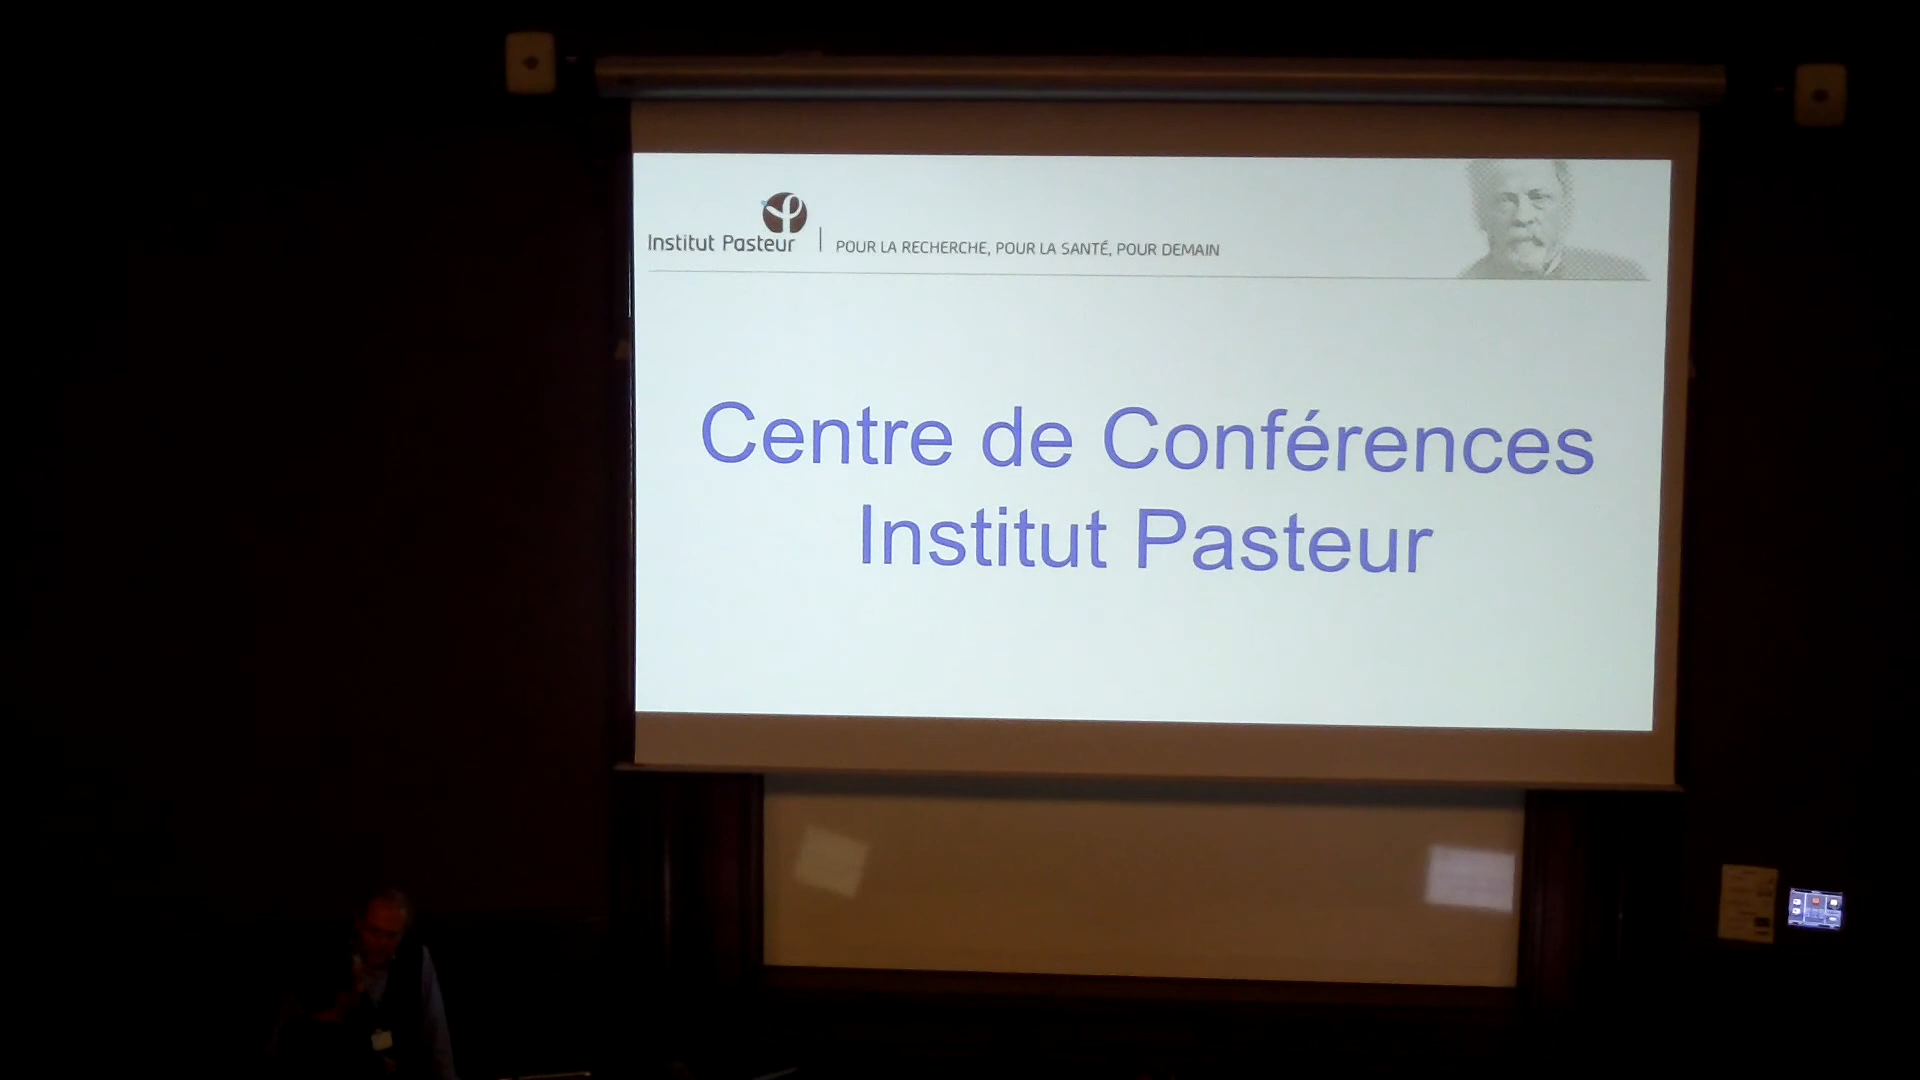 Institut Pasteur
POUR LA RECHERCHE, POUR LA SANTÉ, POUR DEMAIN
Centre de Conférences
Institut Pasteur